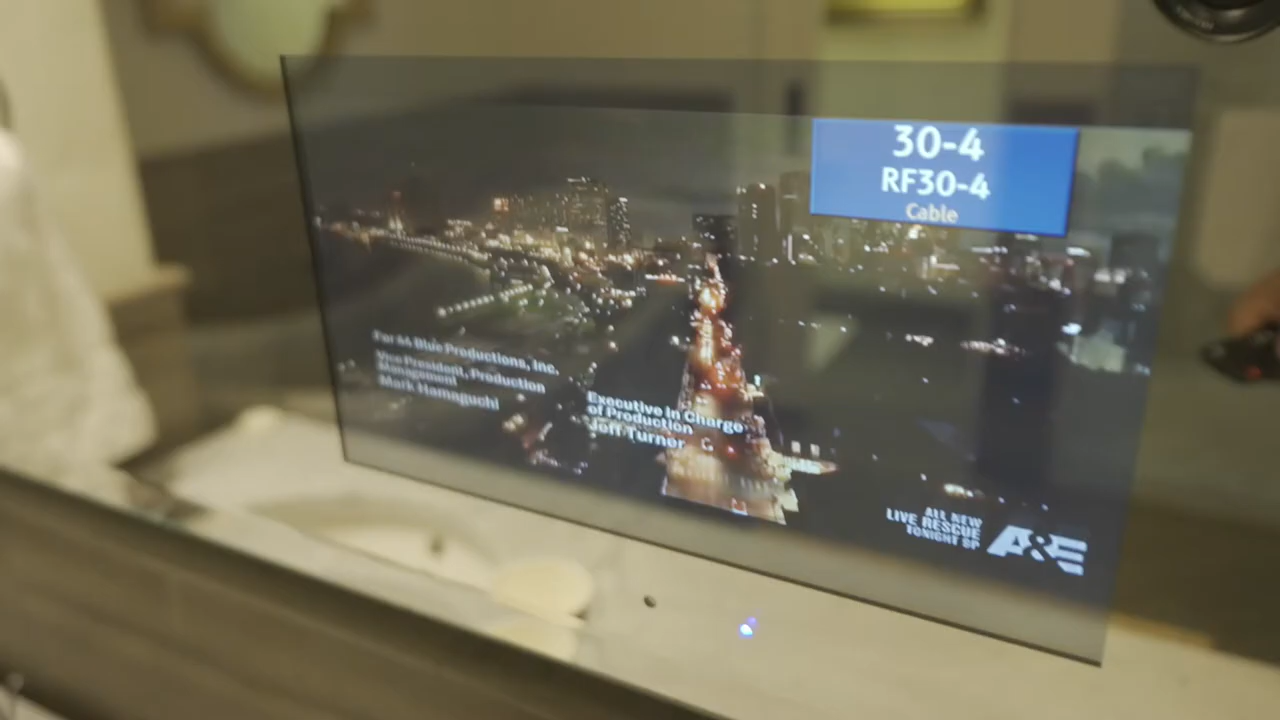 30-4
RF30-4
Cable
For 44 Blue Productions, Inc.
Vice President, Production
Management
Mark Hamaguchi
Executive in Charge
of Production
Jeff Turner
ALL NEW
LIVE RESCUE
TONIGHT 9P
A&E